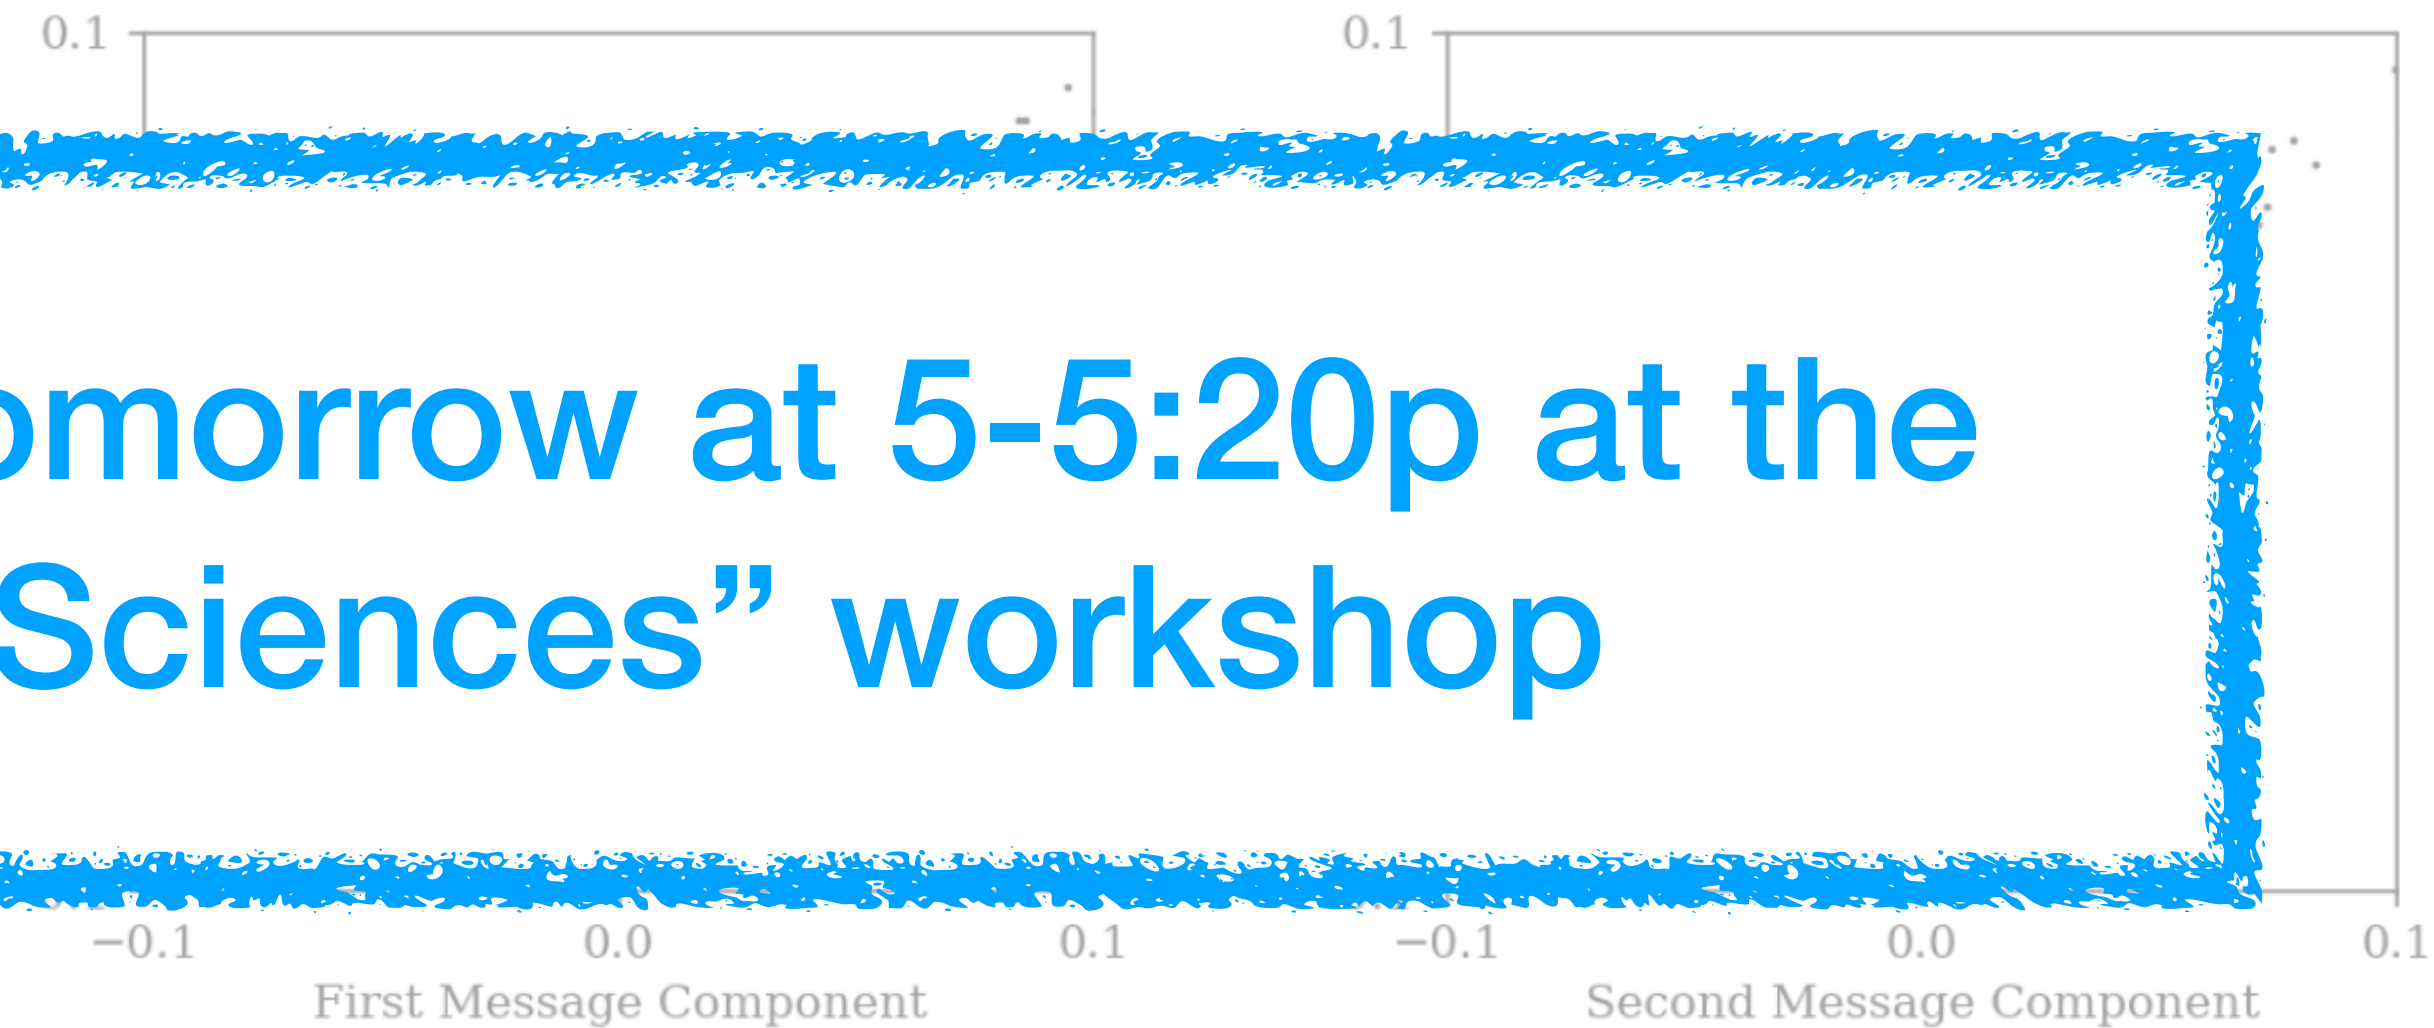 0.1 0.1
omorrow at 5-5:20p at the
Sciences” workshop
−0.1 0.0 0.1 −0.1 0.0 0.1
First Message Component Second Message Component